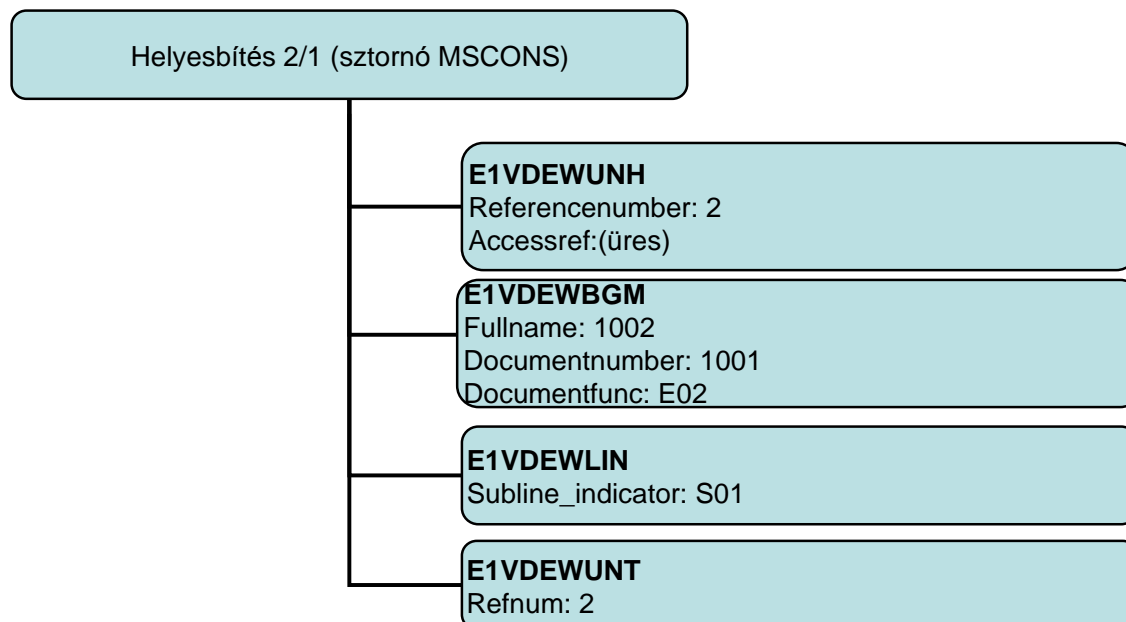 Helyesbítés 2/1 (sztornó MSCONS)
E1VDEWUNH
Referencenumber: 2
Accessref:(üres)
E1VDEWBGM
Fullname: 1002
Documentnumber: 1001
Documentfunc: E02
E1VDEWLIN
Subline_indicator: S01
E1VDEWUNT
Refnum: 2